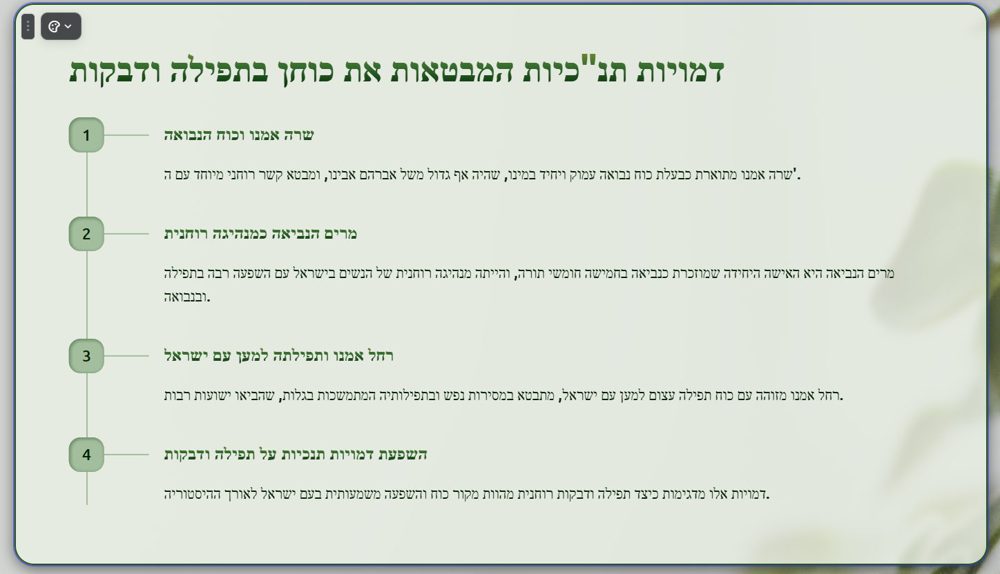 דמויות תנ"כיות המבטאות את כוחן בתפילה ודבקות
1
שרה אמנו וכוח הנבואה
שרה אמנו מתוארת כבעלת כוח נבואה עמוק ויחיד במינו, שהיה אף גדול משל אברהם אבינו, ומבטא קשר רוחני מיוחד עם ה'.
2
מרים הנביאה כמנהיגה רוחנית
מרים הנביאה היא האישה היחידה שמוזכרת כנביאה בחמישה חומשי תורה, והייתה מנהיגה רוחנית של הנשים בישראל עם השפעה רבה בתפילה
ובנבואה.
3
רחל אמנו ותפילתה למען עם ישראל
רחל אמנו מזוהה עם כוח תפילה עצום למען עם ישראל, מתבטא במסירות נפש ובתפילותיה המתמשכות בגלות, שהביאו ישועות רבות.
4
השפעת דמויות תנכיות על תפילה ודבקות
דמויות אלו מדגימות כיצד תפילה ודבקות רוחנית מהוות מקור כוח והשפעה משמעותית בעם ישראל לאורך ההיסטוריה.